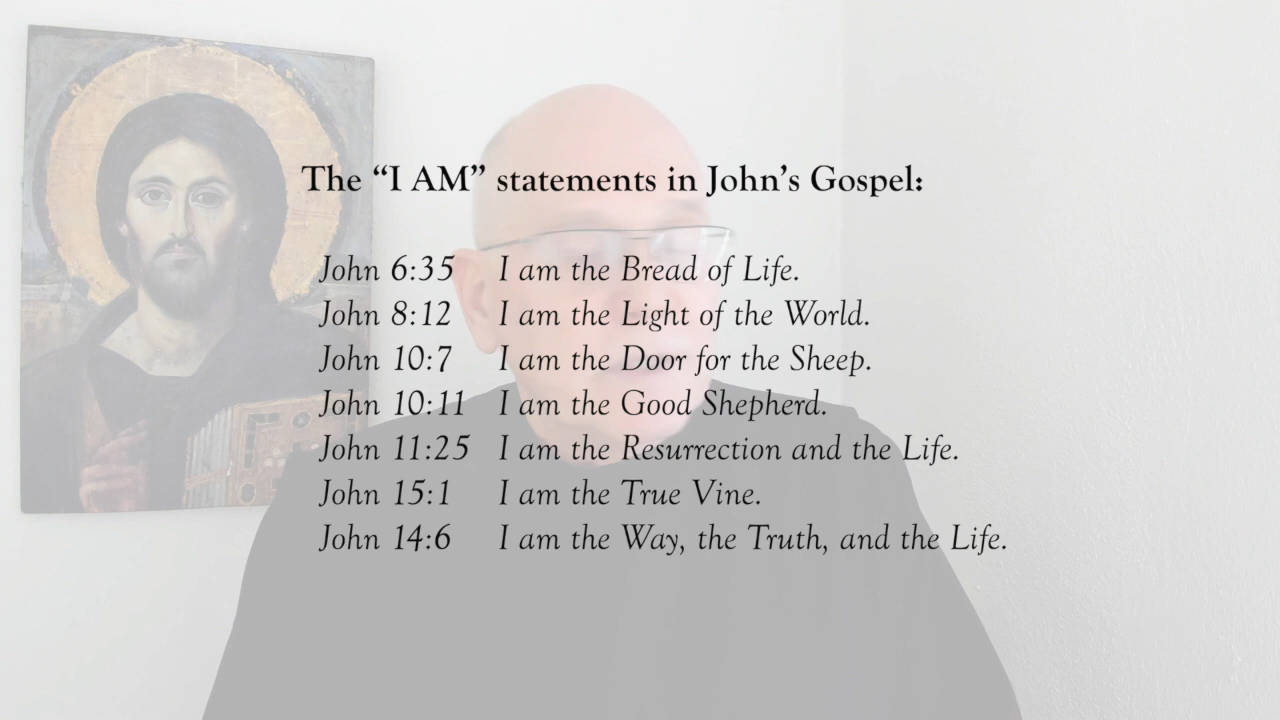 The “I AM” statements in John’s Gospel:
John 6:35 I am the Bread of Life.
John 8:12 I am the Light of the World.
John 10:7 I am the Door for the Sheep.
John 10:11 I am the Good Shepherd.
John 11:25 I am the Resurrection and the Life.
John 15:1 I am the True Vine.
John 14:6 I am the Way, the Truth, and the Life.